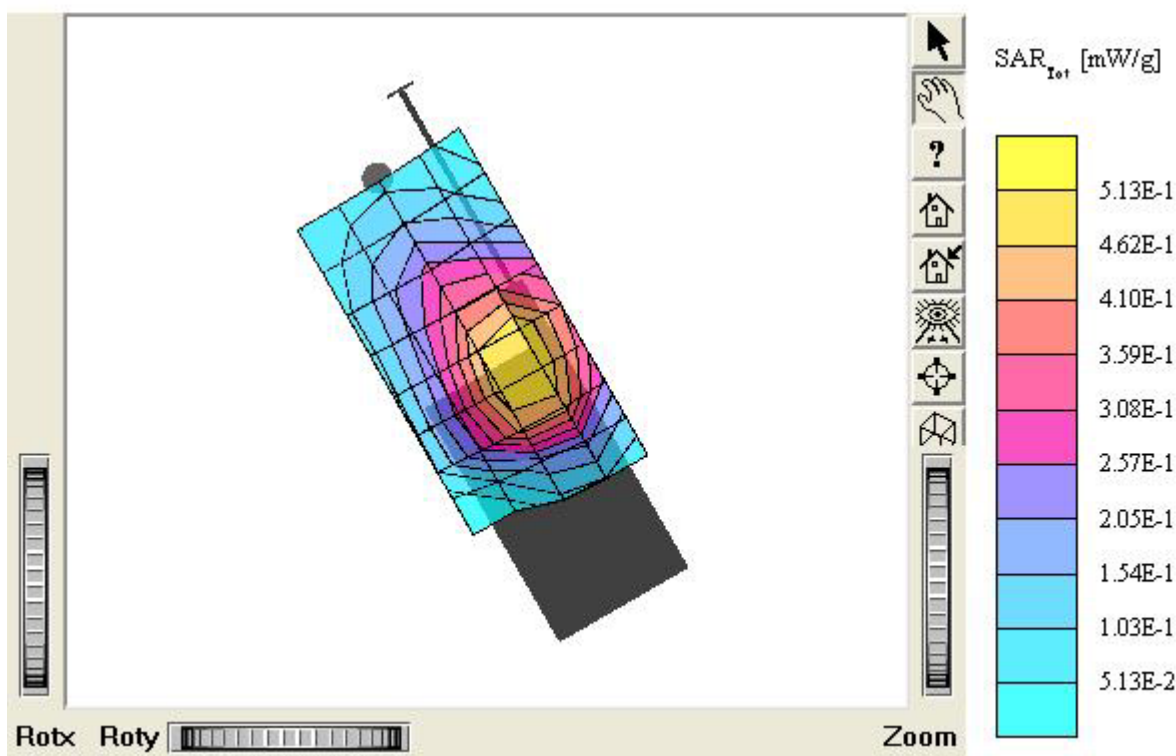 SARTot [mW/g]
?
5.13E-1
4.62E-1
4.10E-1
3.59E-1
3.08E-1
2.57E-1
2.05E-1
1.54E-1
1.03E-1
5.13E-2
Rotx Roty Zoom